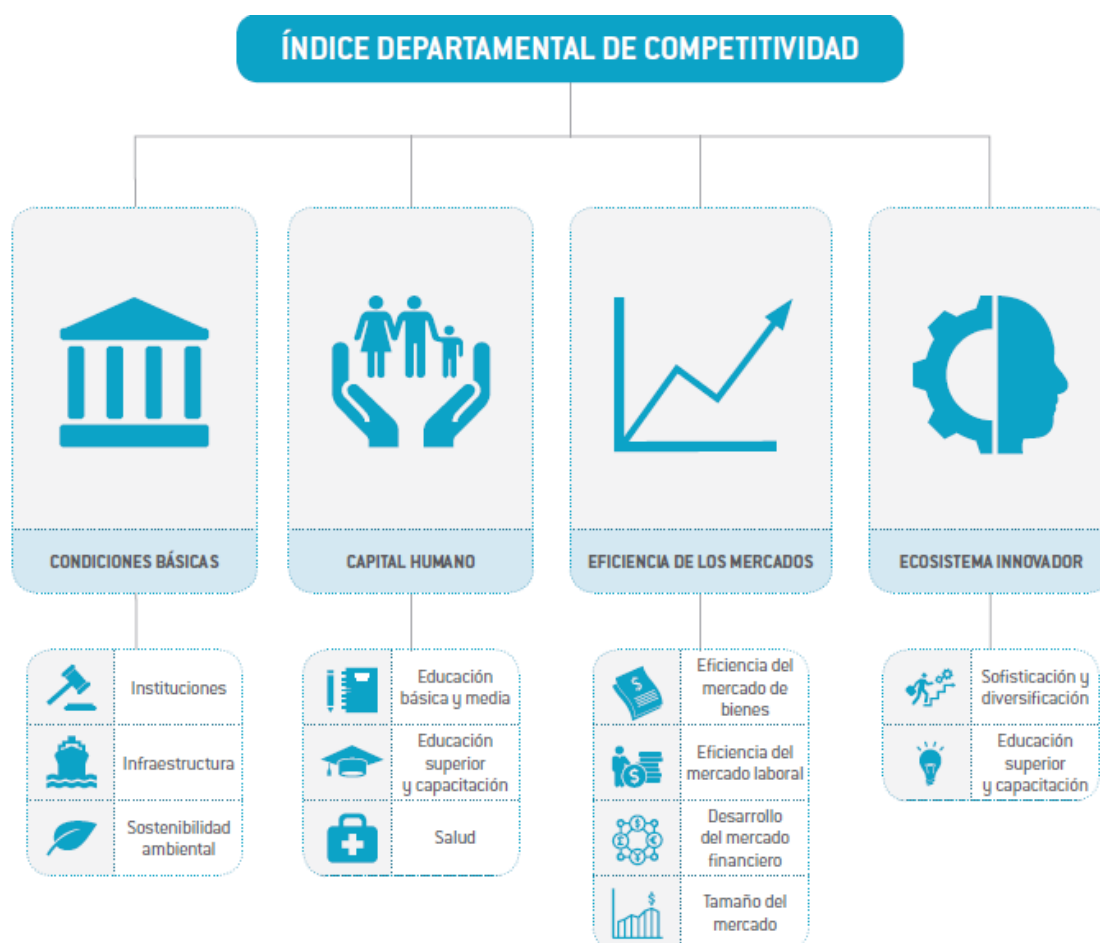 ÍNDICE DEPARTAMENTAL DE COMPETITIVIDAD
CONDICIONES BÁSICAS
Instituciones
Infraestructura
Sostenibilidad
ambiental
CAPITAL HUMANO
Educación
básica y media
Educación
superior
y capacitación
Salud
EFICIENCIA DE LOS MERCADOS
Eficiencia del
mercado de
bienes
Eficiencia del
mercado laboral
Desarrollo
del mercado
financiero
Tamaño del
mercado
ECOSISTEMA INNOVADOR
Sofisticación y
diversificación
Educación
superior
y capacitación